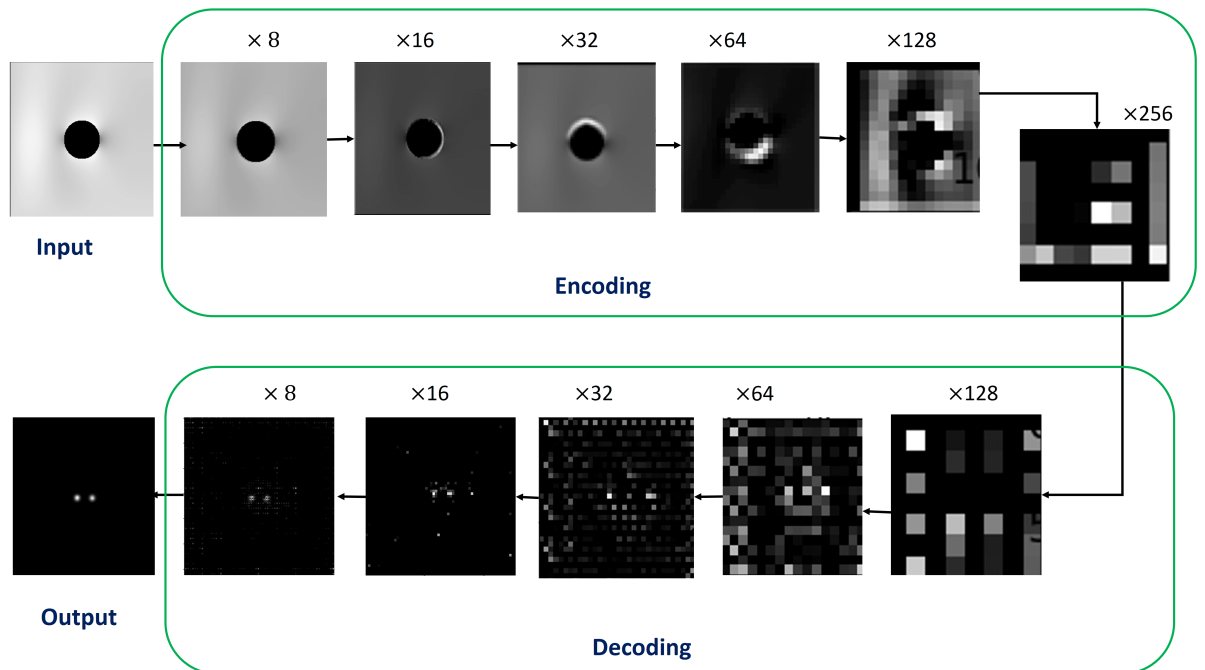 × 8
×16
×32
×64
×128
×256
Input
Encoding
× 8
×16
×32
×64
×128
Output
Decoding